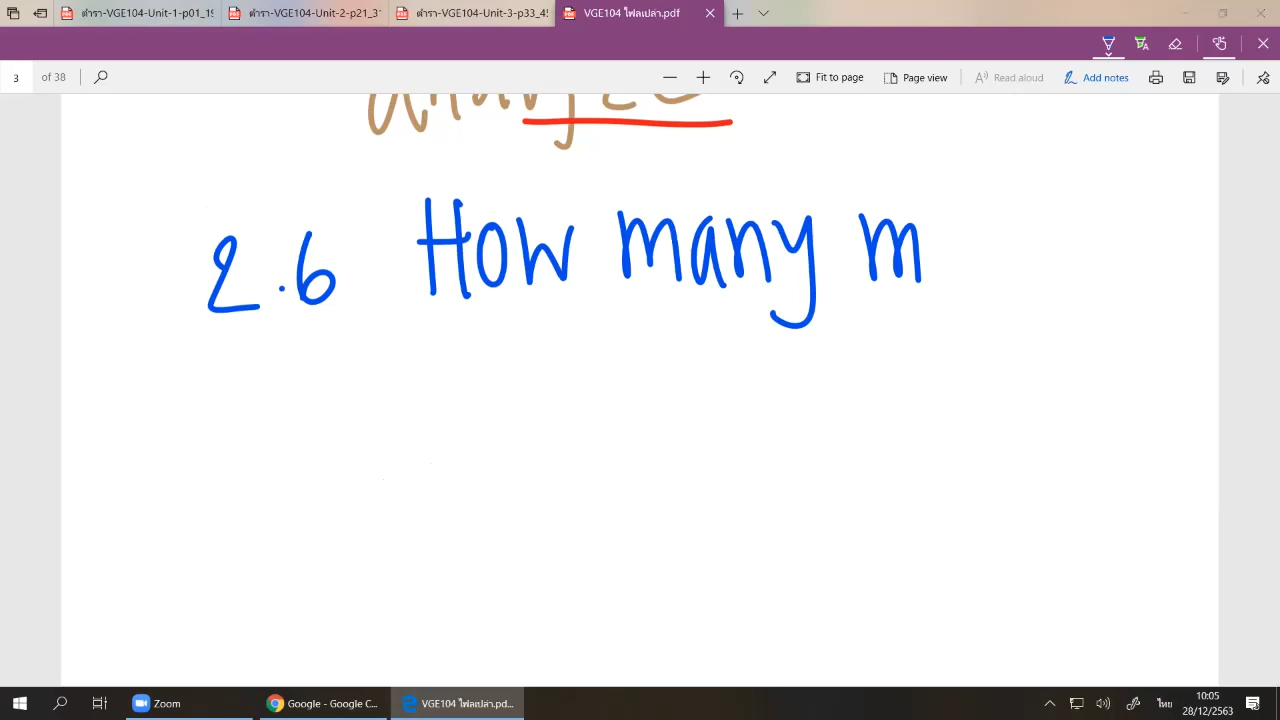 ตำรา-VGE104-Unit-1-p01_1 ตำรา-VGE104-Unit-2-p21_3 ตำรา-VGE104-Unit-3-p33_4 VGE104 ไฟลเปล่า.pdf
3 of 38 Fit to page Page view Read aloud Add notes
2.6 How many m
Zoom Google - Google C... VGE104 ไฟลเปล่า.pd... ไทย 10:05
28/12/2563